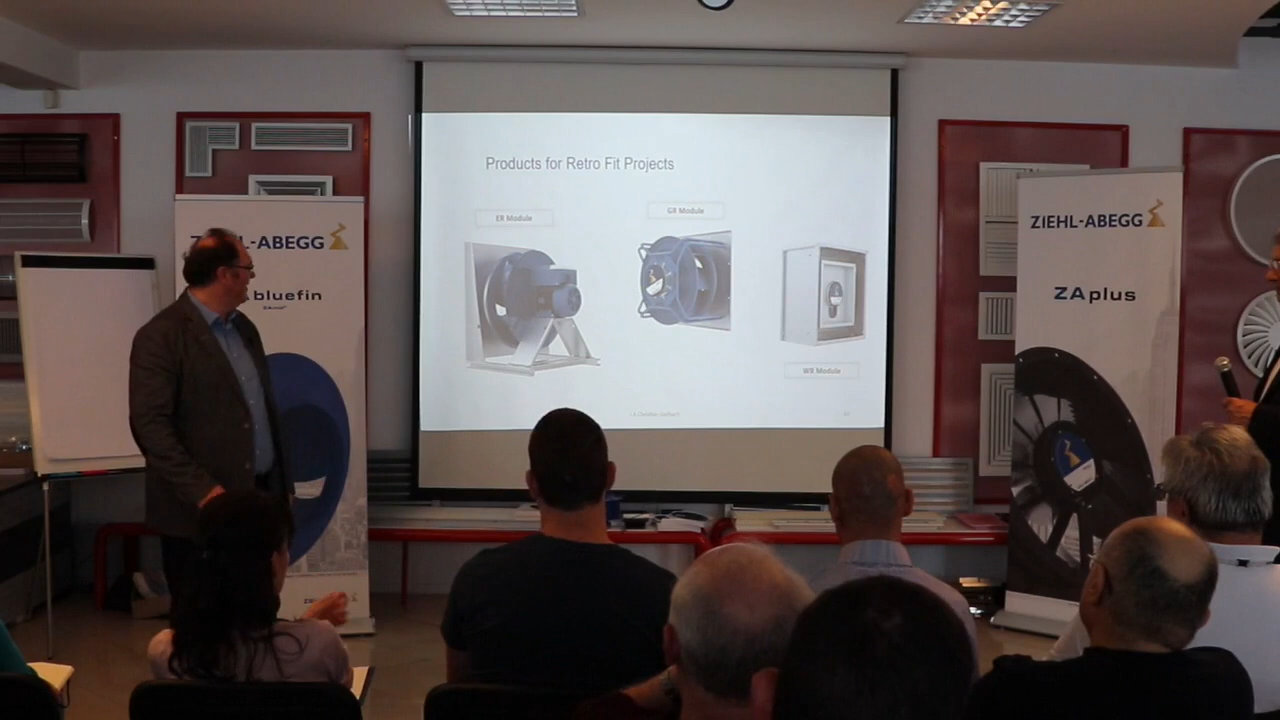 Products for Retro Fit Projects
ER Module
GR Module
WR Module
ZIEHL-ABEGG
bluefin
ZIEHL-ABEGG
ZAplus